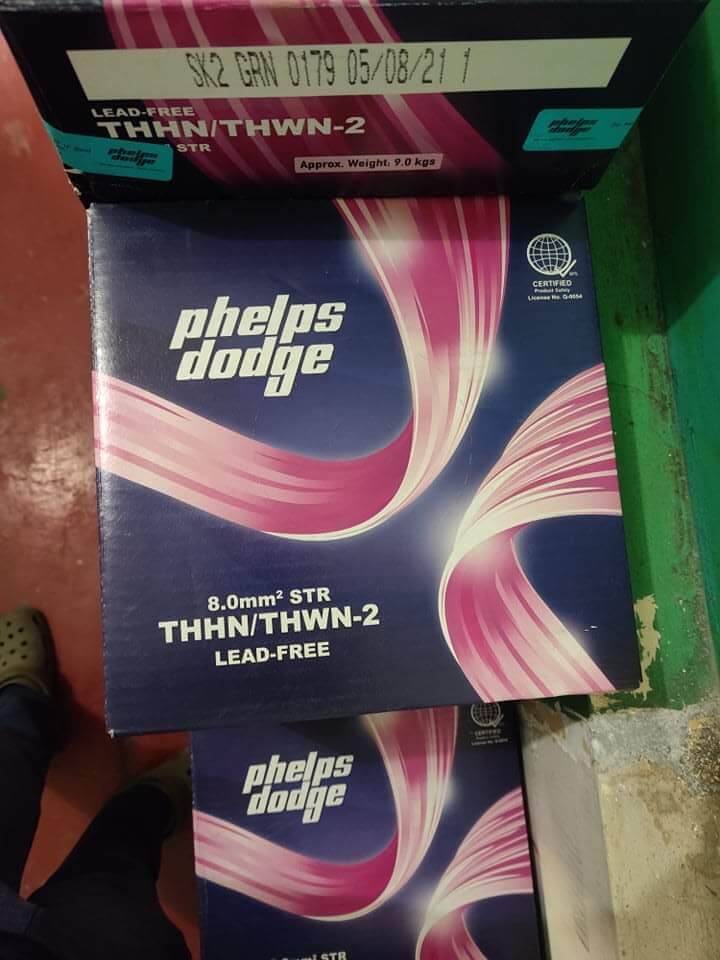 SK2 GRN 0179 05/08/21 1
LEAD-FREE
THHN/THWN-2
STR
Approx. Weight: 9.0 kgs
phelps
dodge
phelps
dodge
phelps
dodge
CERTIFIED
Product Safety
License No. Q-0054
8.0mm² STR
THHN/THWN-2
LEAD-FREE
phelps
dodge
CERTIFIED
STR